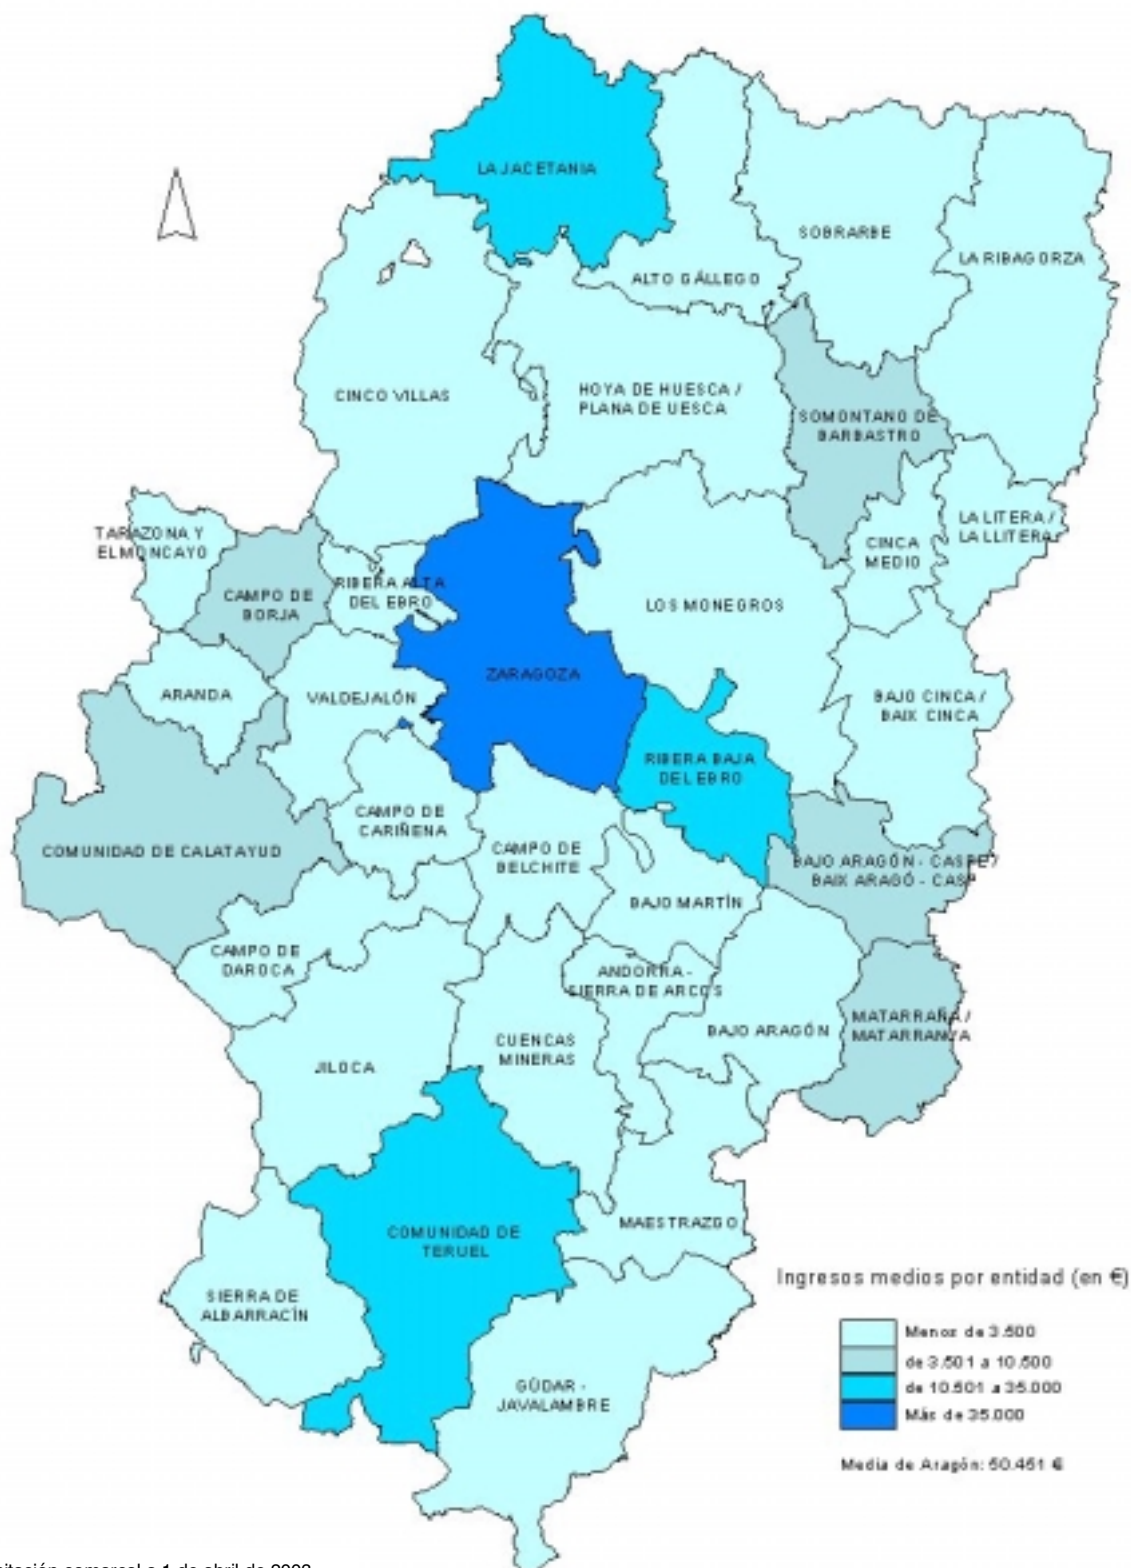 LA JACETANIA
SOBRARBE
LA RIBAGORZA
ALTO GÁLLEGO
CINCO VILLAS
HOYA DE HUESCA /
PLANA DE UESCA
SOMONTANO DE
BARBASTRO
TARAZONA Y
EL MONCAYO
LA LITERA /
LA LLITERA
CINCA
MEDIO
RIBERA ALTA
DEL EBRO
CAMPO DE
BORJA
LOS MONEGROS
ZARAGOZA
ARANDA
VALDEJALÓN
BAJO CINCA /
BAIX CINCA
RIBERA BAJA
DEL EBRO
CAMPO DE
CARIÑENA
COMUNIDAD DE CALATAYUD
CAMPO DE
BELCHITE
BAJO ARAGÓN - CASPE /
BAIX ARAGÓ - CASP
BAJO MARTÍN
CAMPO DE
DAROCA
ANDORRA -
SIERRA DE ARCOS
MATARRAÑA /
MATARRANYA
BAJO ARAGÓN
CUENCAS
MINERAS
JILOCA
MAESTRAZGO
COMUNIDAD DE
TERUEL
SIERRA DE
ALBARRACÍN
GÚDAR -
JAVALAMBRE
Ingresos medios por entidad (en €)
Menos de 3.500
de 3.501 a 10.500
de 10.501 a 35.000
Más de 35.000
Media de Aragón: 50.451 €